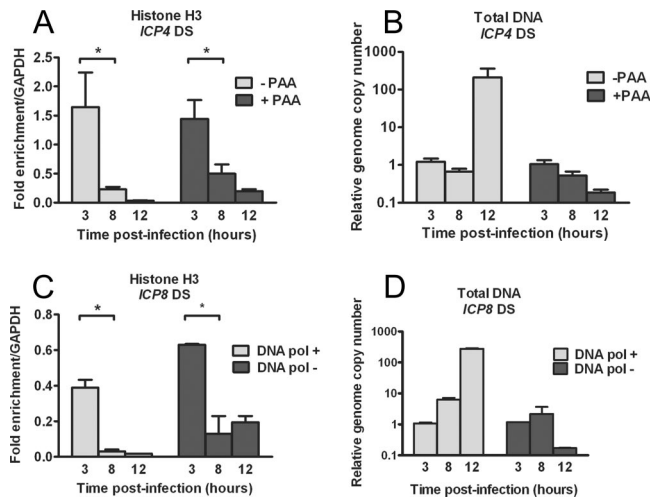 A
Histone H3
ICP4 DS
Fold enrichment/GAPDH
2.5
2.0
1.5
1.0
0.5
0.0
*
*
- PAA
+ PAA
3 8 12 3 8 12
Time post-infection (hours)
B
Total DNA
ICP4 DS
Relative genome copy number
1000
100
10
1
0.1
-PAA
+PAA
3 8 12 3 8 12
Time post-infection (hours)
C
Histone H3
ICP8 DS
Fold enrichment/GAPDH
0.8
0.6
0.4
0.2
0.0
*
*
DNA pol +
DNA pol -
3 8 12 3 8 12
Time post-infection (hours)
D
Total DNA
ICP8 DS
Relative genome copy number
1000
100
10
1
0.1
DNA pol +
DNA pol -
3 8 12 3 8 12
Time post-infection (hours)